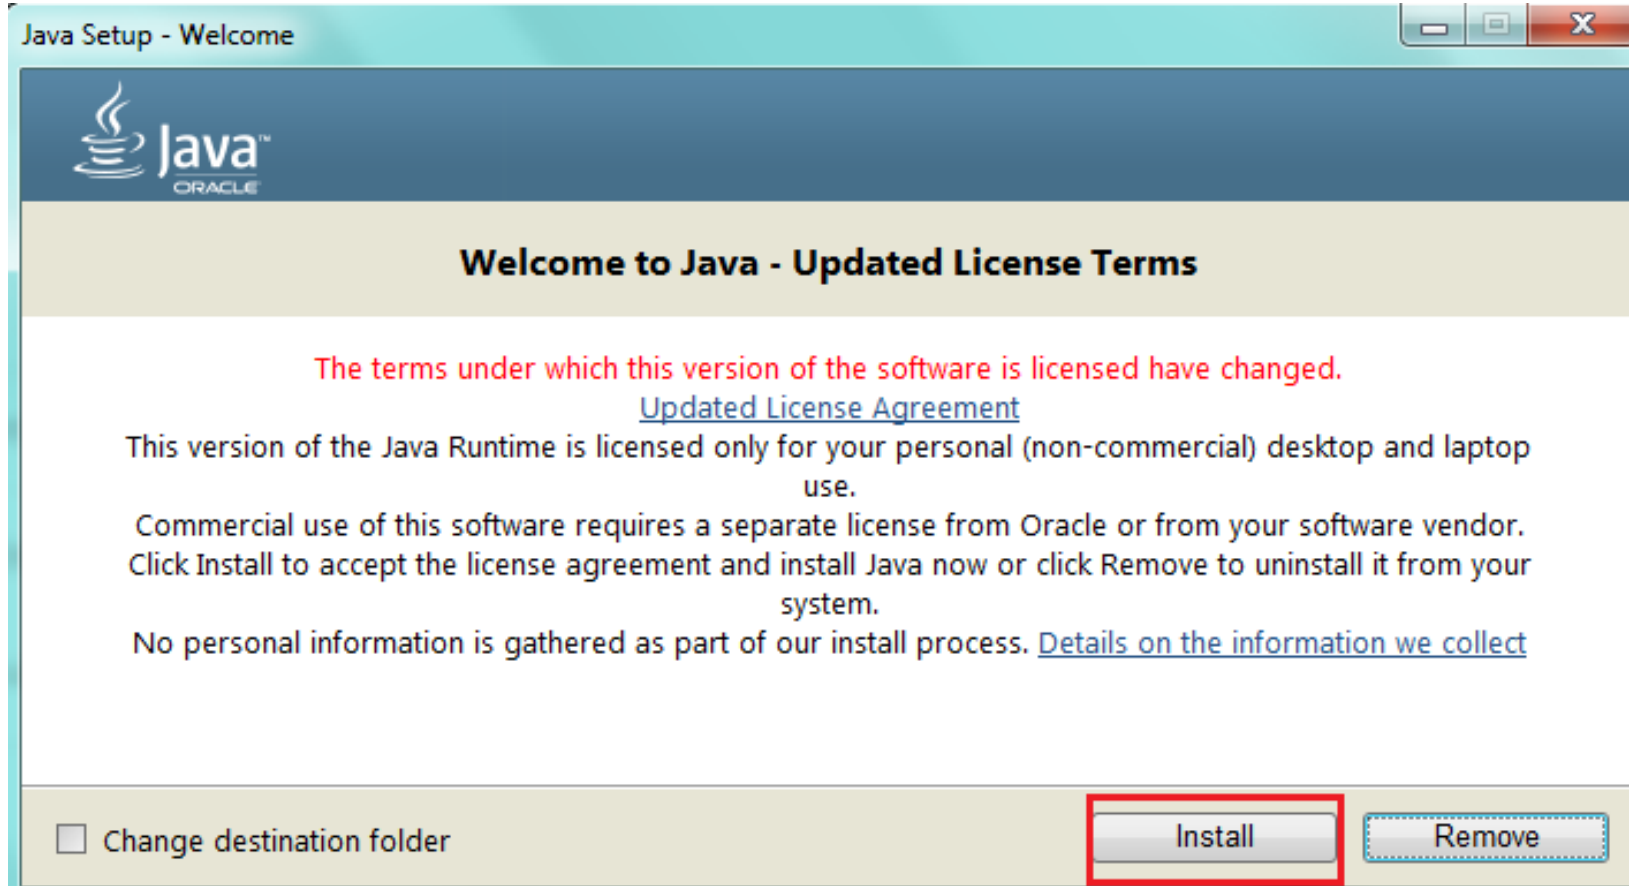 Java Setup - Welcome
Java™
ORACLE
Welcome to Java - Updated License Terms
The terms under which this version of the software is licensed have changed.
Updated License Agreement
This version of the Java Runtime is licensed only for your personal (non-commercial) desktop and laptop
use.
Commercial use of this software requires a separate license from Oracle or from your software vendor.
Click Install to accept the license agreement and install Java now or click Remove to uninstall it from your
system.
No personal information is gathered as part of our install process. Details on the information we collect
Change destination folder
Install
Remove